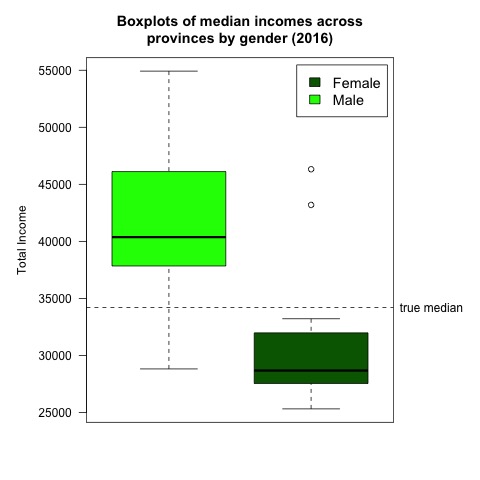 Boxplots of median incomes across
provinces by gender (2016)
Female
Male
Total Income
55000
50000
45000
40000
35000
30000
25000
true median